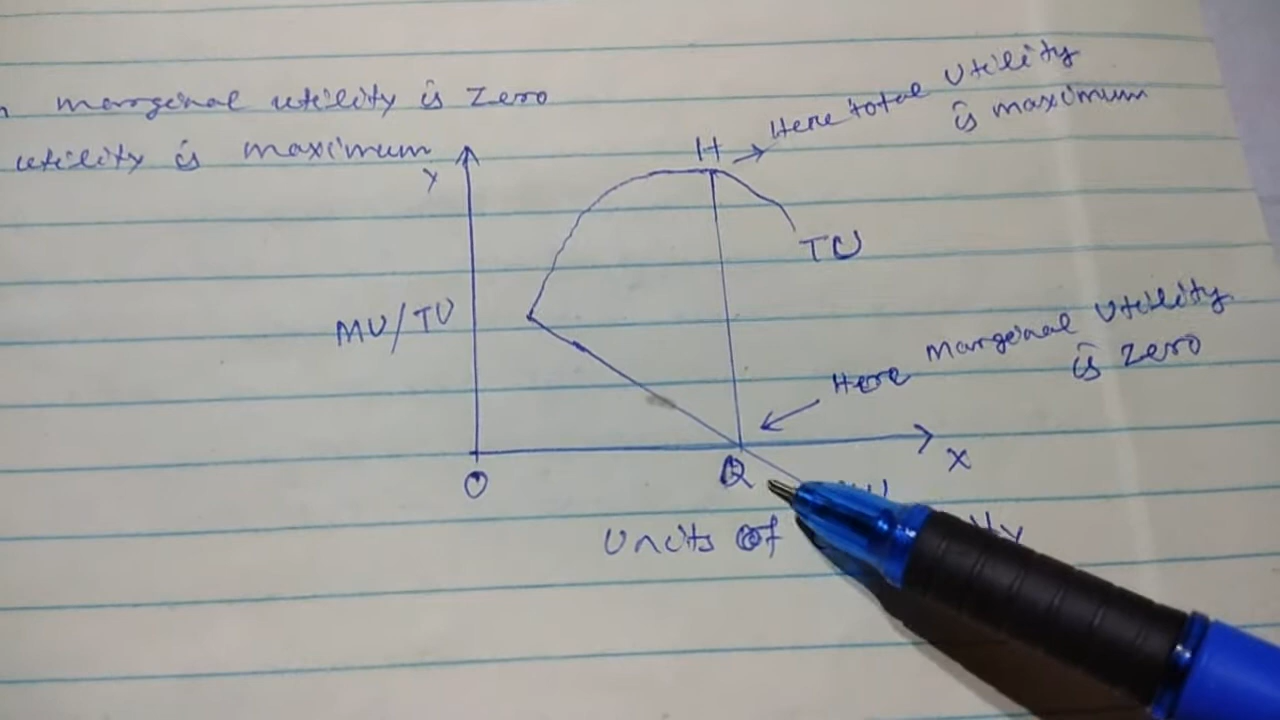 marginal utility is zero
utility is maximum
Y
H
Here total Utility
is maximum
TU
MU/TU
Here Marginal Utility
is zero
X
O
Q
Units of